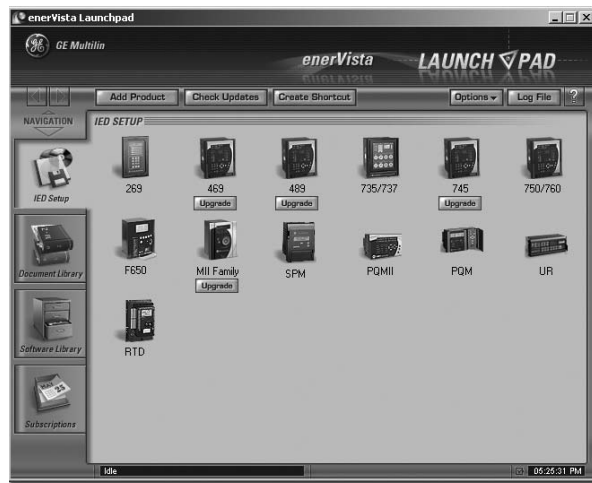 enerVista Launchpad
GE Multilin
enerVista LAUNCH PAD
Add Product Check Updates Create Shortcut Options Log File ?
NAVIGATION
IED SETUP
IED Setup
269 469 489 735/737 745 750/760
Upgrade Upgrade Upgrade
Document Library
F650 MII Family SPM PQMII PQM UR
Upgrade
Software Library
RTD
Subscriptions
Idle 05:25:31 PM